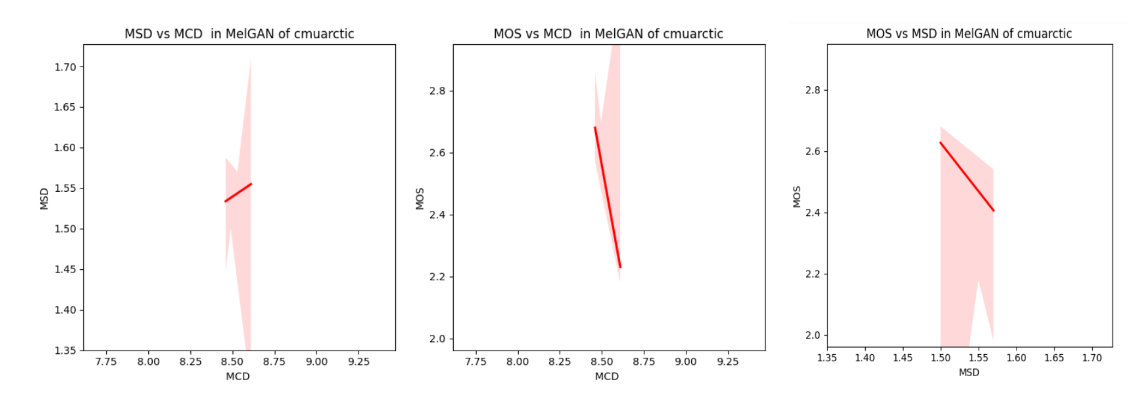 MSD vs MCD in MelGAN of cmuarctic
1.70
1.65
1.60
1.55
1.50
1.45
1.40
1.35
MSD
7.75 8.00 8.25 8.50 8.75 9.00 9.25
MCD
MOS vs MCD in MelGAN of cmuarctic
2.8
2.6
2.4
2.2
2.0
MOS
7.75 8.00 8.25 8.50 8.75 9.00 9.25
MCD
MOS vs MSD in MelGAN of cmuarctic
2.8
2.6
2.4
2.2
2.0
MOS
1.35 1.40 1.45 1.50 1.55 1.60 1.65 1.70
MSD